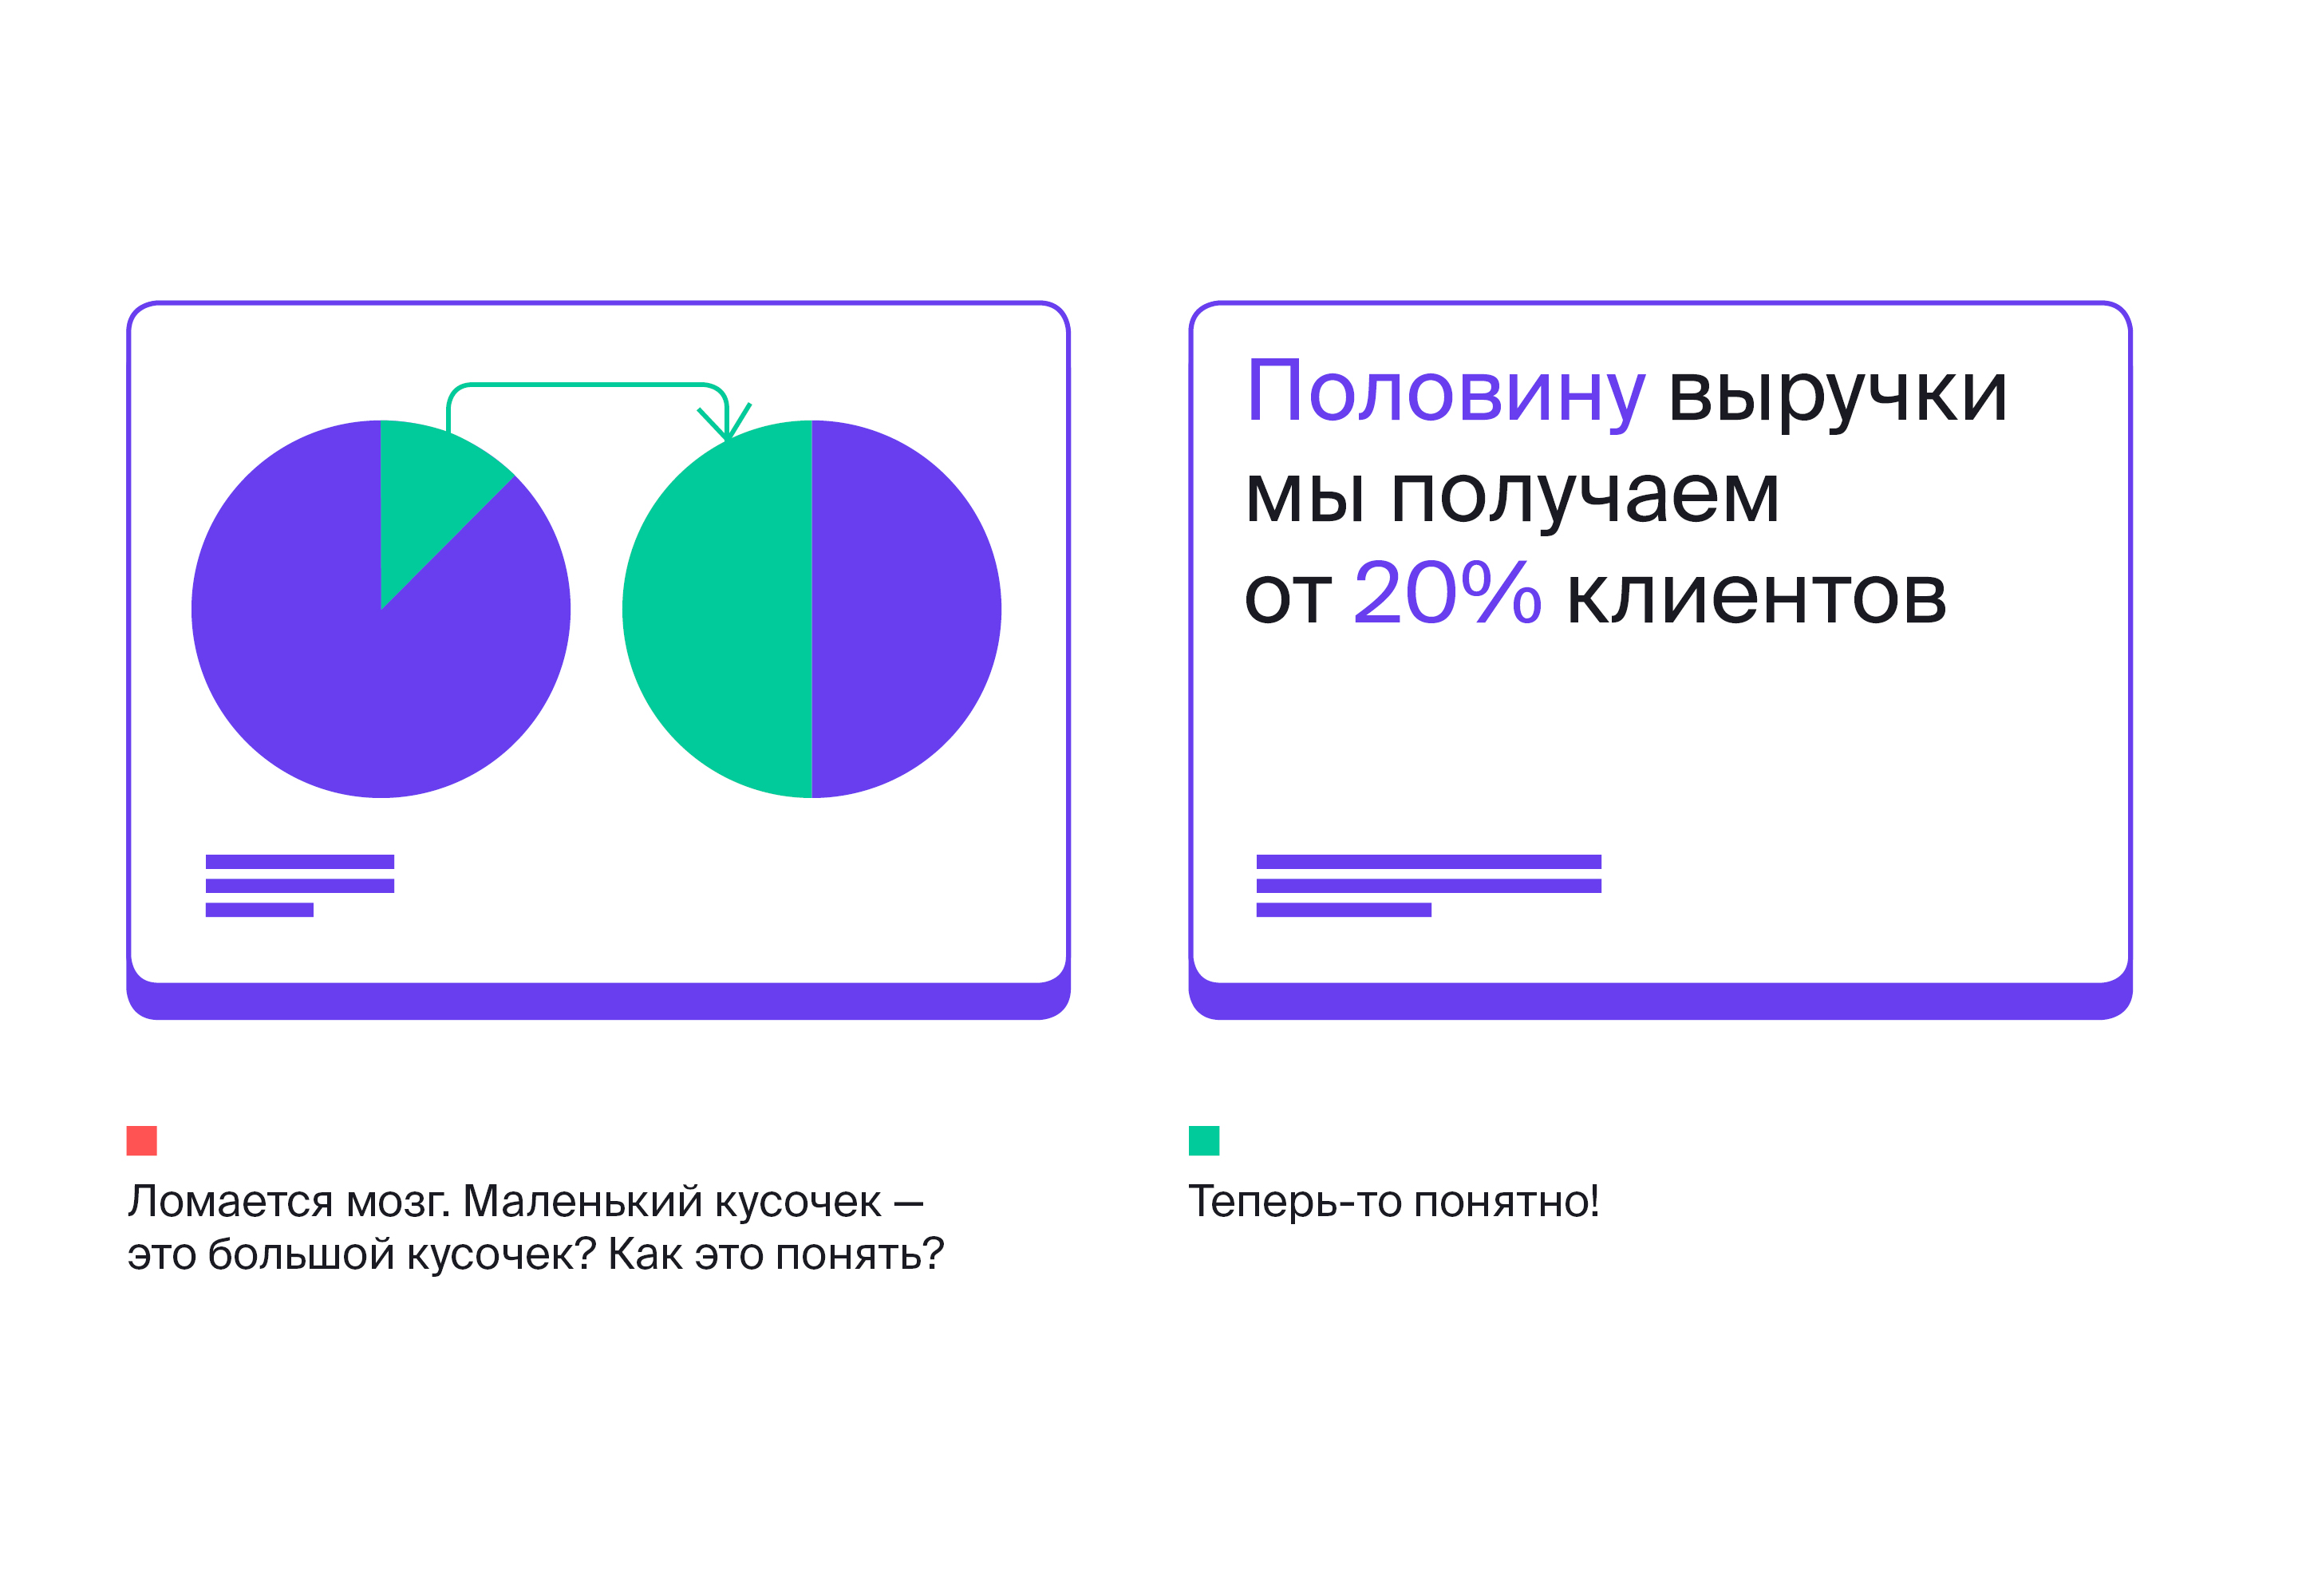 Половину выручки
мы получаем
от 20% клиентов
Ломается мозг. Маленький кусочек —
это большой кусочек? Как это понять?
Теперь-то понятно!